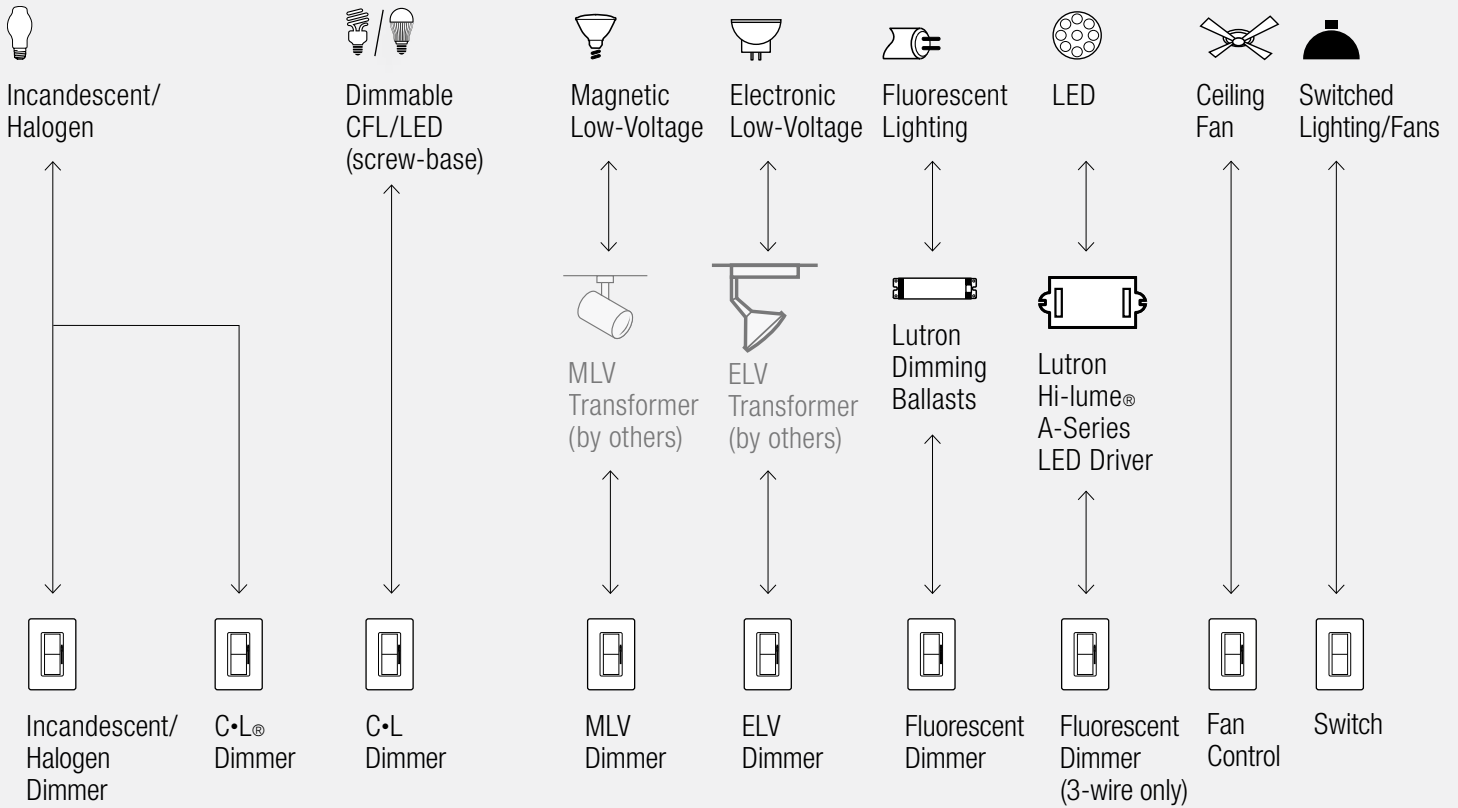 Incandescent/
Halogen
Dimmable
CFL/LED
(screw-base)
Magnetic
Low-Voltage
Electronic
Low-Voltage
Fluorescent
Lighting
LED
Ceiling
Fan
Switched
Lighting/Fans
MLV
Transformer
(by others)
ELV
Transformer
(by others)
Lutron
Dimming
Ballasts
Lutron
Hi-lume®
A-Series
LED Driver
Incandescent/
Halogen
Dimmer
C•L®
Dimmer
C•L
Dimmer
MLV
Dimmer
ELV
Dimmer
Fluorescent
Dimmer
Fluorescent
Dimmer
(3-wire only)
Fan
Control
Switch